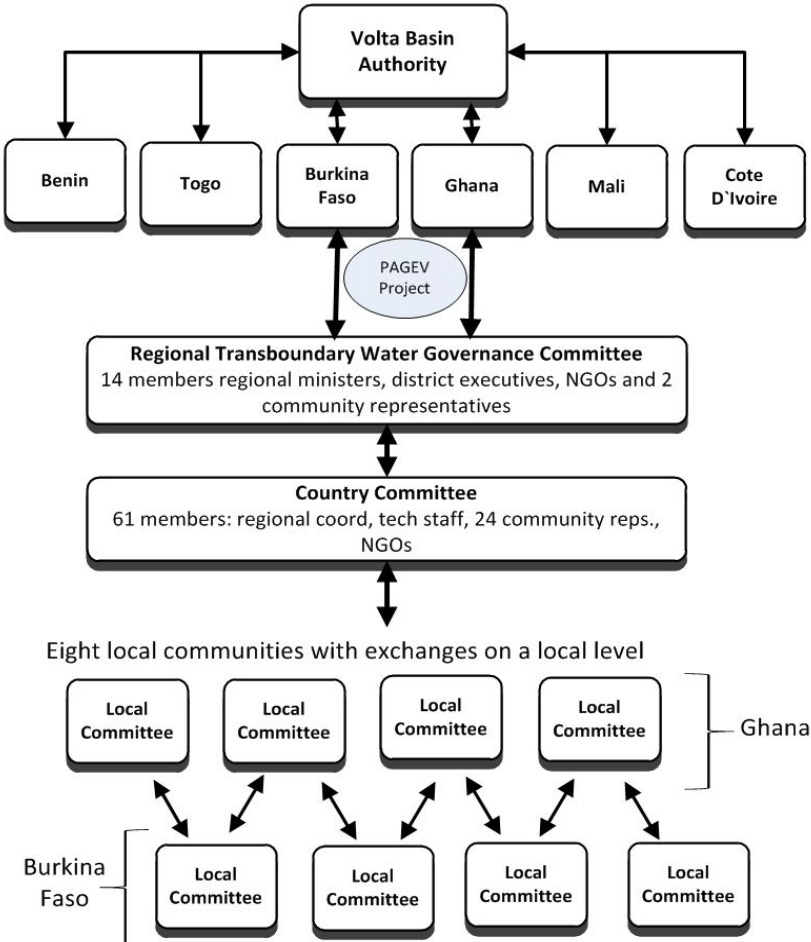 Volta Basin
Authority
Benin
Togo
Burkina
Faso
Ghana
Mali
Cote
D`Ivoire
PAGEV
Project
Regional Transboundary Water Governance Committee
14 members regional ministers, district executives, NGOs and 2
community representatives
Country Committee
61 members: regional coord, tech staff, 24 community reps.,
NGOs
Eight local communities with exchanges on a local level
Local
Committee
Local
Committee
Local
Committee
Local
Committee
Ghana
Burkina
Faso
Local
Committee
Local
Committee
Local
Committee
Local
Committee